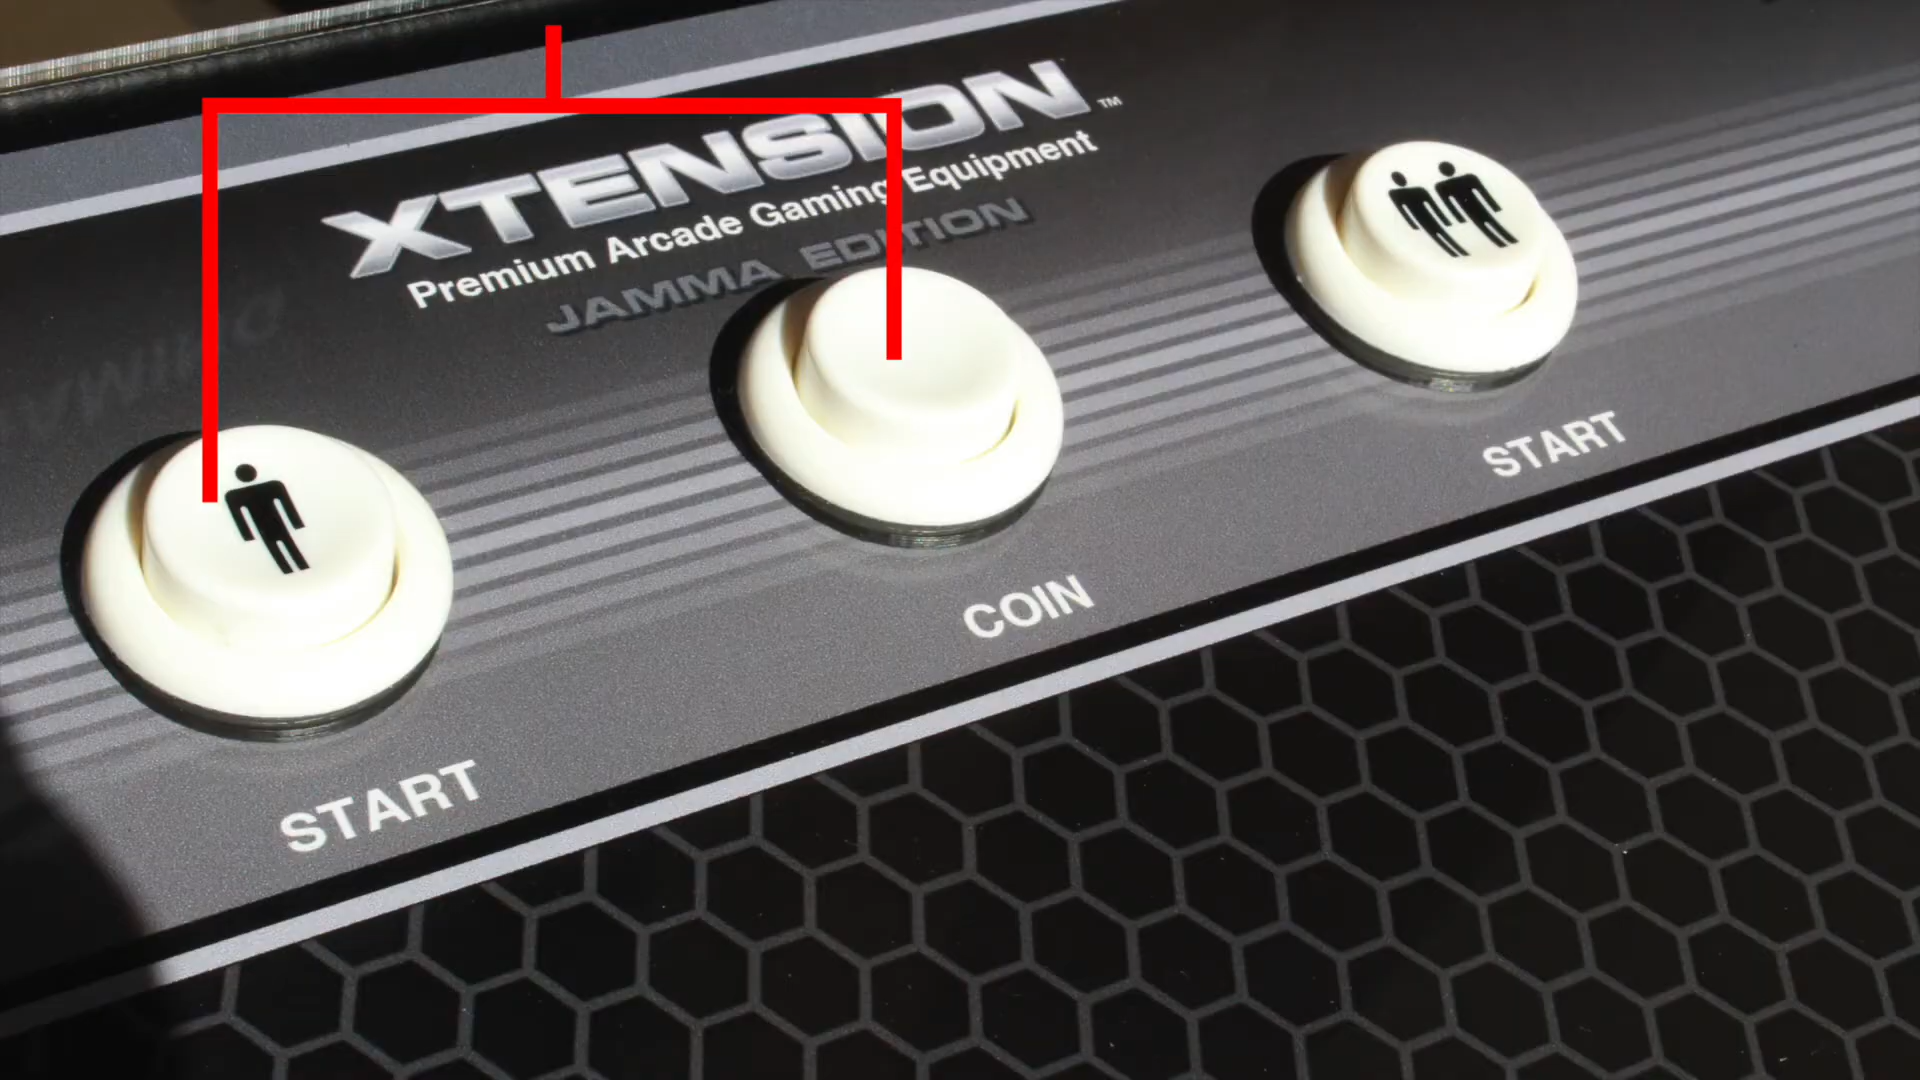 XTENSION™
Premium Arcade Gaming Equipment
JAMMA EDITION
START
COIN
START